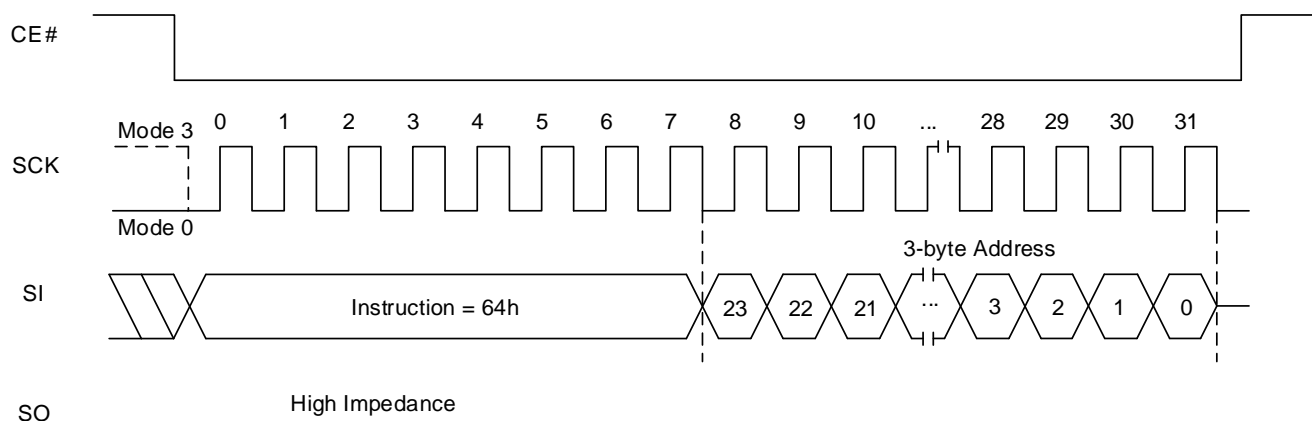 CE#
Mode 3 0 1 2 3 4 5 6 7 8 9 10 ... 28 29 30 31
SCK
Mode 0
3-byte Address
SI Instruction = 64h 23 22 21 ... 3 2 1 0
High Impedance
SO